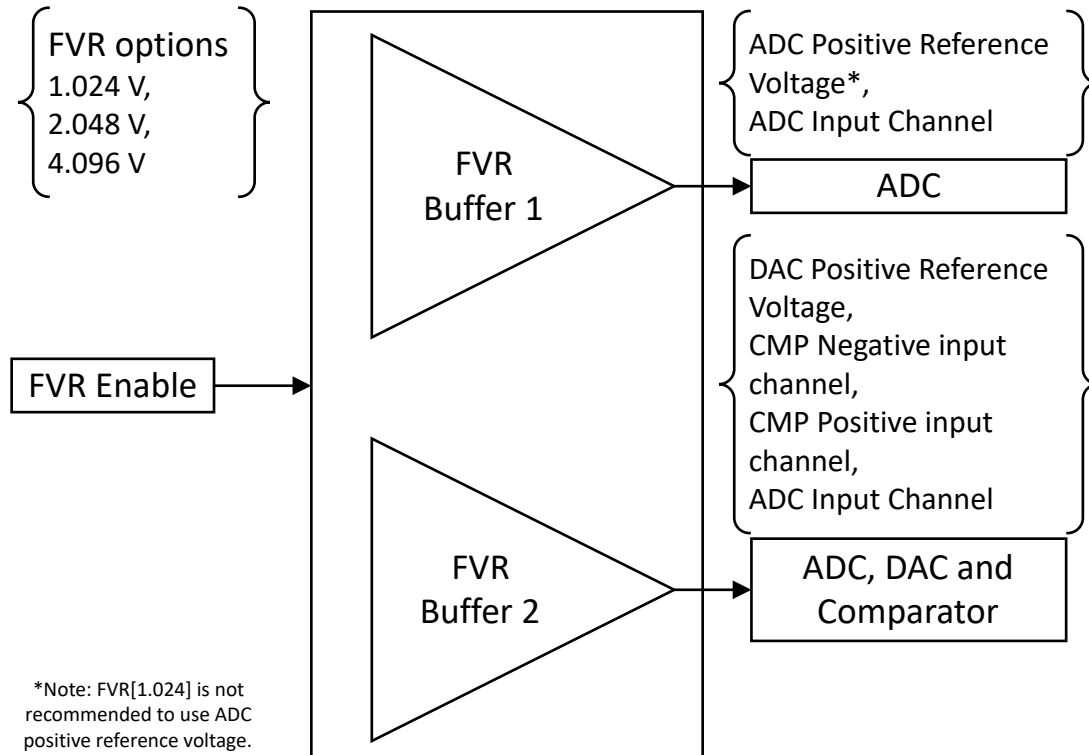 FVR options
1.024 V,
2.048 V,
4.096 V
FVR
Buffer 1
ADC Positive Reference
Voltage*,
ADC Input Channel
ADC
FVR Enable
DAC Positive Reference
Voltage,
CMP Negative input
channel,
CMP Positive input
channel,
ADC Input Channel
FVR
Buffer 2
ADC, DAC and
Comparator
*Note: FVR[1.024] is not
recommended to use ADC
positive reference voltage.